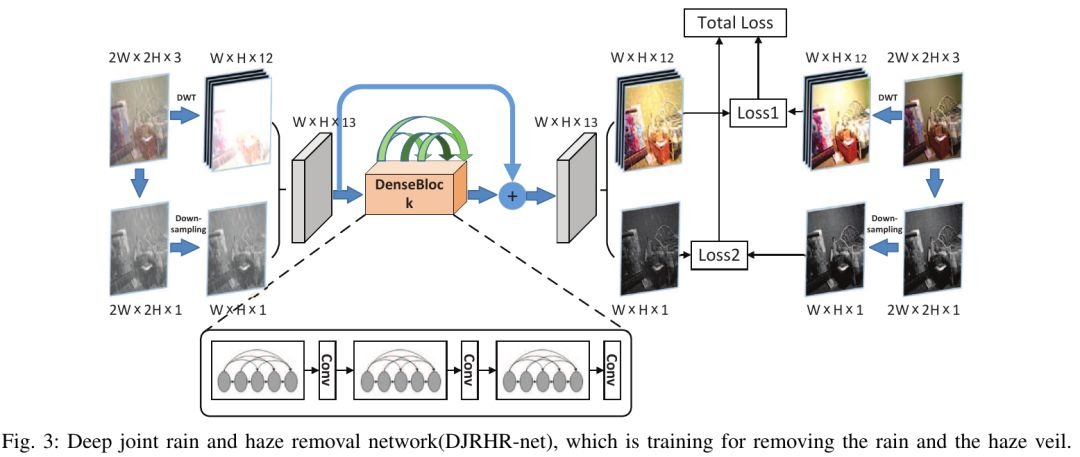 Total Loss
2W x 2H x 3
W x H x 12
W x H x 12
W x H x 12
2W x 2H x 3
DWT
DWT
Loss1
W x H x 13
W x H x 13
DenseBloc
k
+
Down-
sampling
Down-
sampling
Loss2
2W x 2H x 1
W x H x 1
W x H x 1
W x H x 1
2W x 2H x 1
Conv
Conv
Conv
Fig. 3: Deep joint rain and haze removal network(DJRHR-net), which is training for removing the rain and the haze veil.